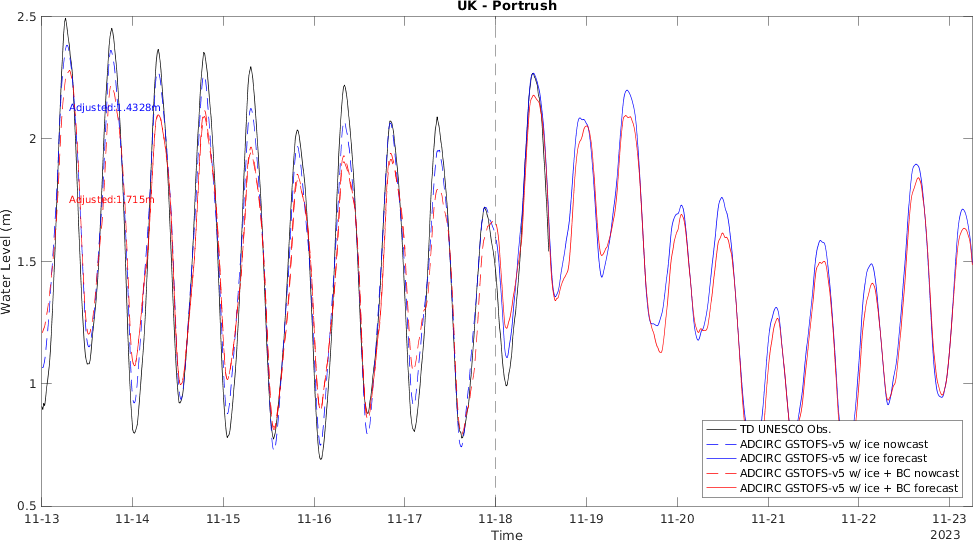 UK - Portrush
2.5
2
1.5
1
0.5
Water Level (m)
Adjusted:1.4328m
Adjusted:1.715m
TD UNESCO Obs.
ADCIRC GSTOFS-v5 w/ ice nowcast
ADCIRC GSTOFS-v5 w/ ice forecast
ADCIRC GSTOFS-v5 w/ ice + BC nowcast
ADCIRC GSTOFS-v5 w/ ice + BC forecast
11-13 11-14 11-15 11-16 11-17 11-18 11-19 11-20 11-21 11-22 11-23
2023
Time